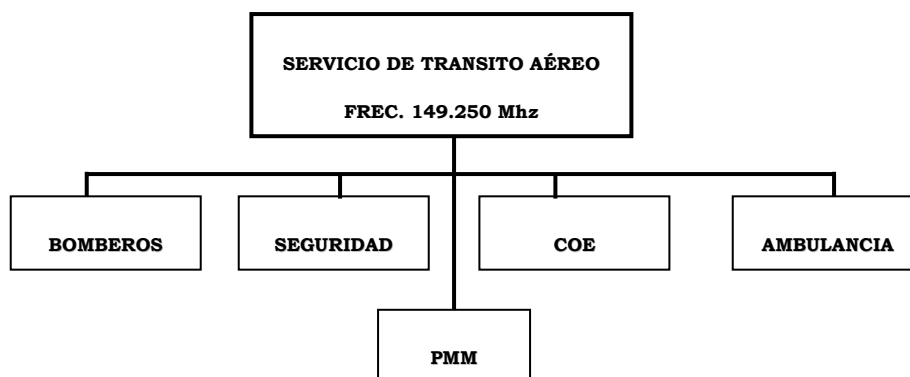 SERVICIO DE TRANSITO AÉREO
FREC. 149.250 Mhz
BOMBEROS
SEGURIDAD
COE
AMBULANCIA
PMM